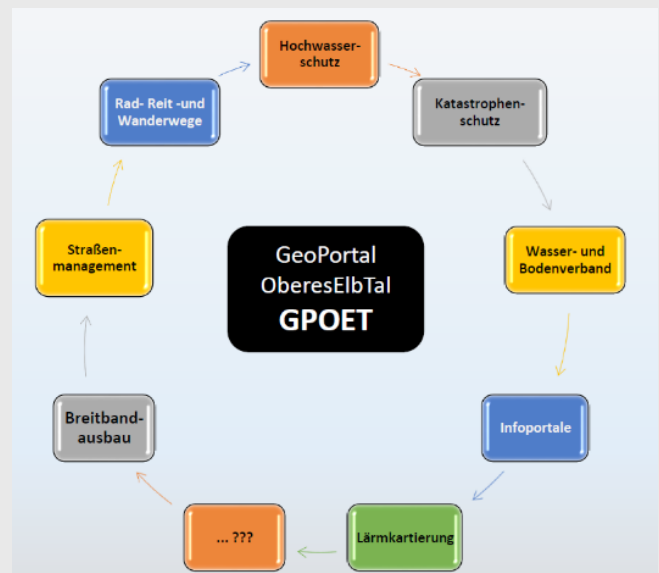 Hochwasser-
schutz
Katastrophen-
schutz
Wasser- und
Bodenverband
Infoportale
Lärmkartierung
... ???
Breitband-
ausbau
Straßen-
management
Rad- Reit -und
Wanderwege
GeoPortal
OberesElbTal
GPOET